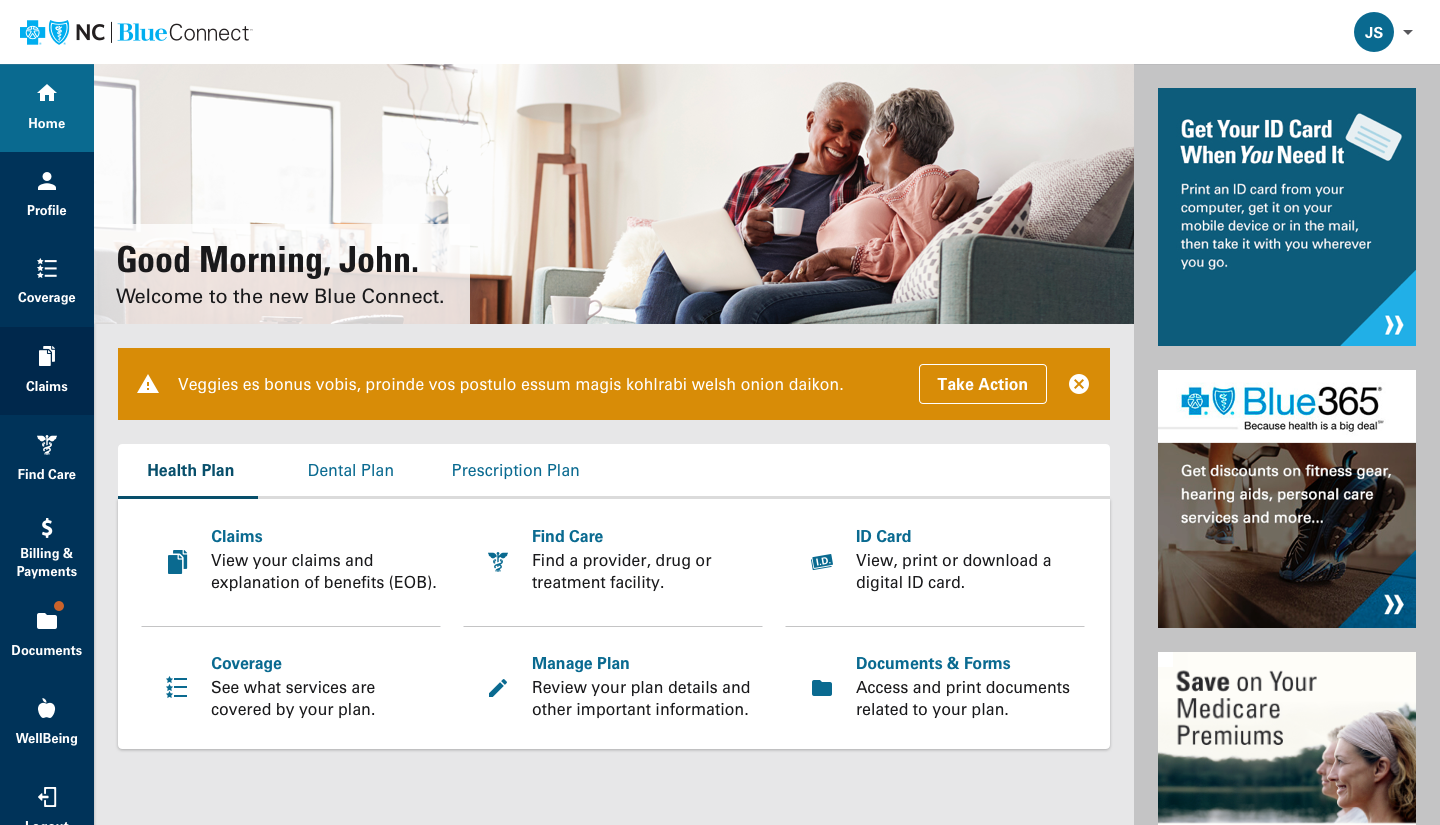 NC BlueConnect
JS
Home
Profile
Coverage
Claims
Find Care
Billing &
Payments
Documents
WellBeing
Logout
Good Morning, John.
Welcome to the new Blue Connect.
Veggies es bonus vobis, proinde vos postulo essum magis kohlrabi welsh onion daikon.
Take Action
Health Plan
Dental Plan
Prescription Plan
Claims
View your claims and
explanation of benefits (EOB).
Find Care
Find a provider, drug or
treatment facility.
I.D.
ID Card
View, print or download a
digital ID card.
Coverage
See what services are
covered by your plan.
Manage Plan
Review your plan details and
other important information.
Documents & Forms
Access and print documents
related to your plan.
Get Your ID Card
When You Need It
Print an ID card from your
computer, get it on your
mobile device or in the mail,
then take it with you wherever
you go.
Blue365®
Because health is a big deal℠
Get discounts on fitness gear,
hearing aids, personal care
services and more...
Save on Your
Medicare
Premiums